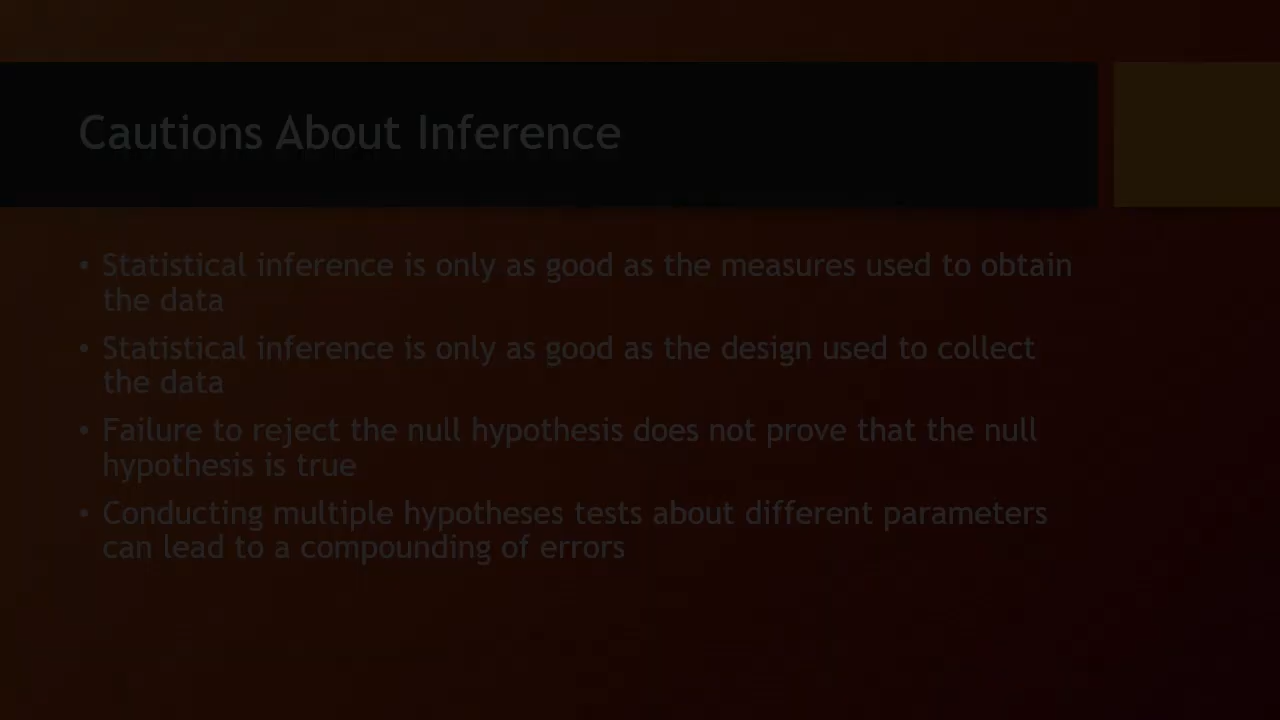 Cautions About Inference
• Statistical inference is only as good as the measures used to obtain
the data
• Statistical inference is only as good as the design used to collect
the data
• Failure to reject the null hypothesis does not prove that the null
hypothesis is true
• Conducting multiple hypotheses tests about different parameters
can lead to a compounding of errors